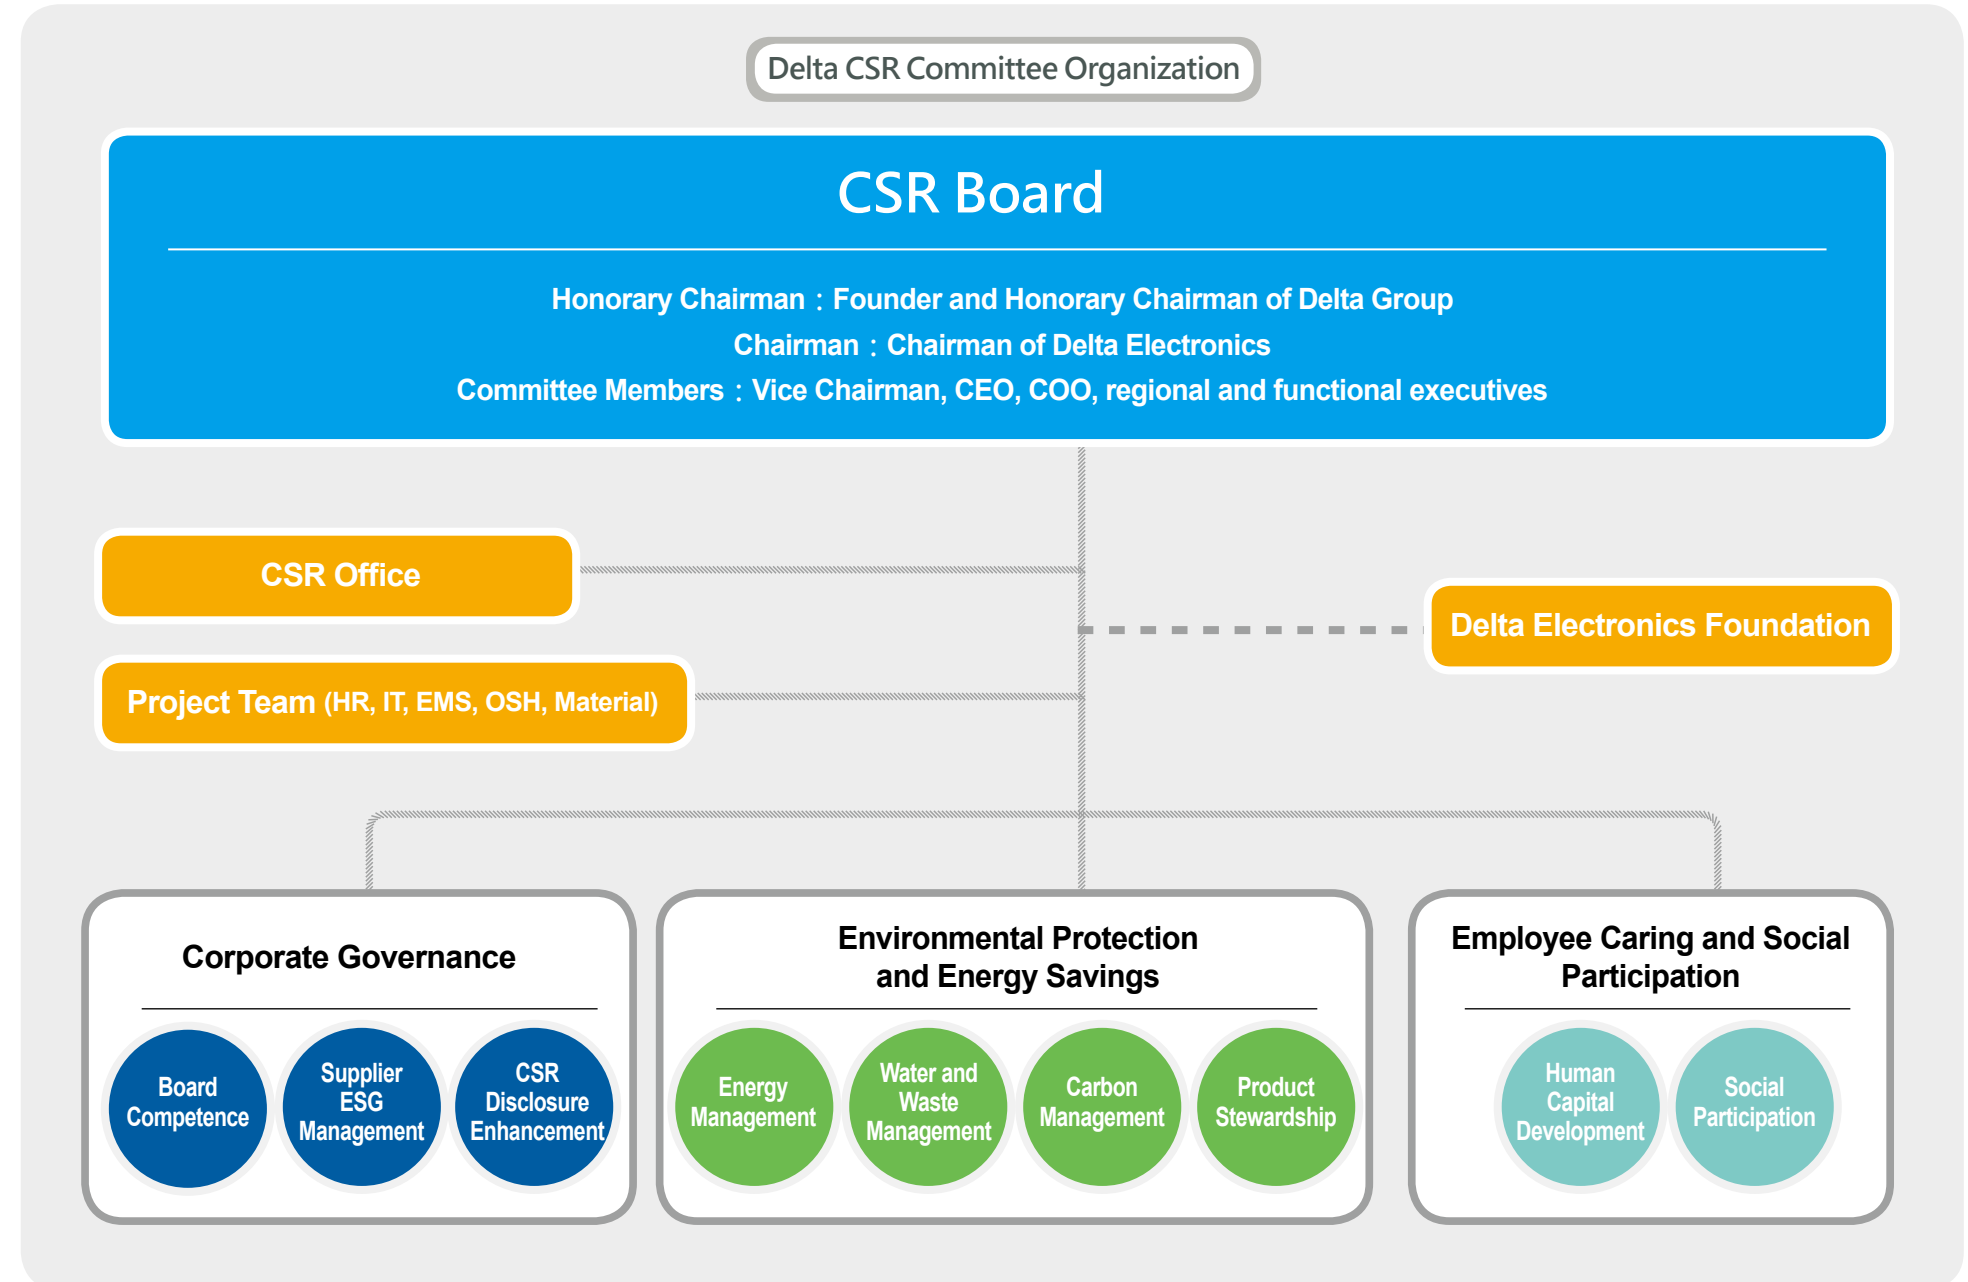 Delta CSR Committee Organization
CSR Board
Honorary Chairman：Founder and Honorary Chairman of Delta Group
Chairman：Chairman of Delta Electronics
Committee Members：Vice Chairman, CEO, COO, regional and functional executives
CSR Office
Delta Electronics Foundation
Project Team (HR, IT, EMS, OSH, Material)
Corporate Governance
Board
Competence
Supplier
ESG
Management
CSR
Disclosure
Enhancement
Environmental Protection
and Energy Savings
Energy
Management
Water and
Waste
Management
Carbon
Management
Product
Stewardship
Employee Caring and Social
Participation
Human
Capital
Development
Social
Participation